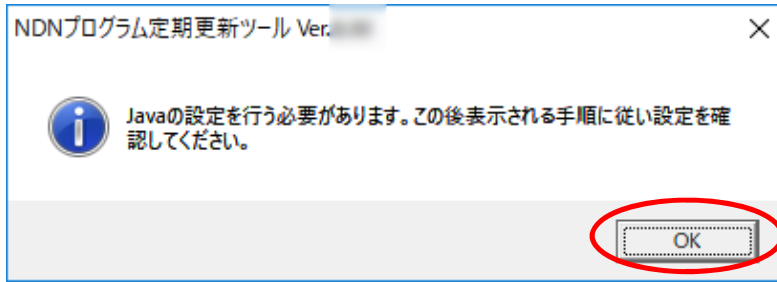 NDNプログラム定期更新ツール Ver.
Javaの設定を行う必要があります。この後表示される手順に従い設定を確
認してください。
OK